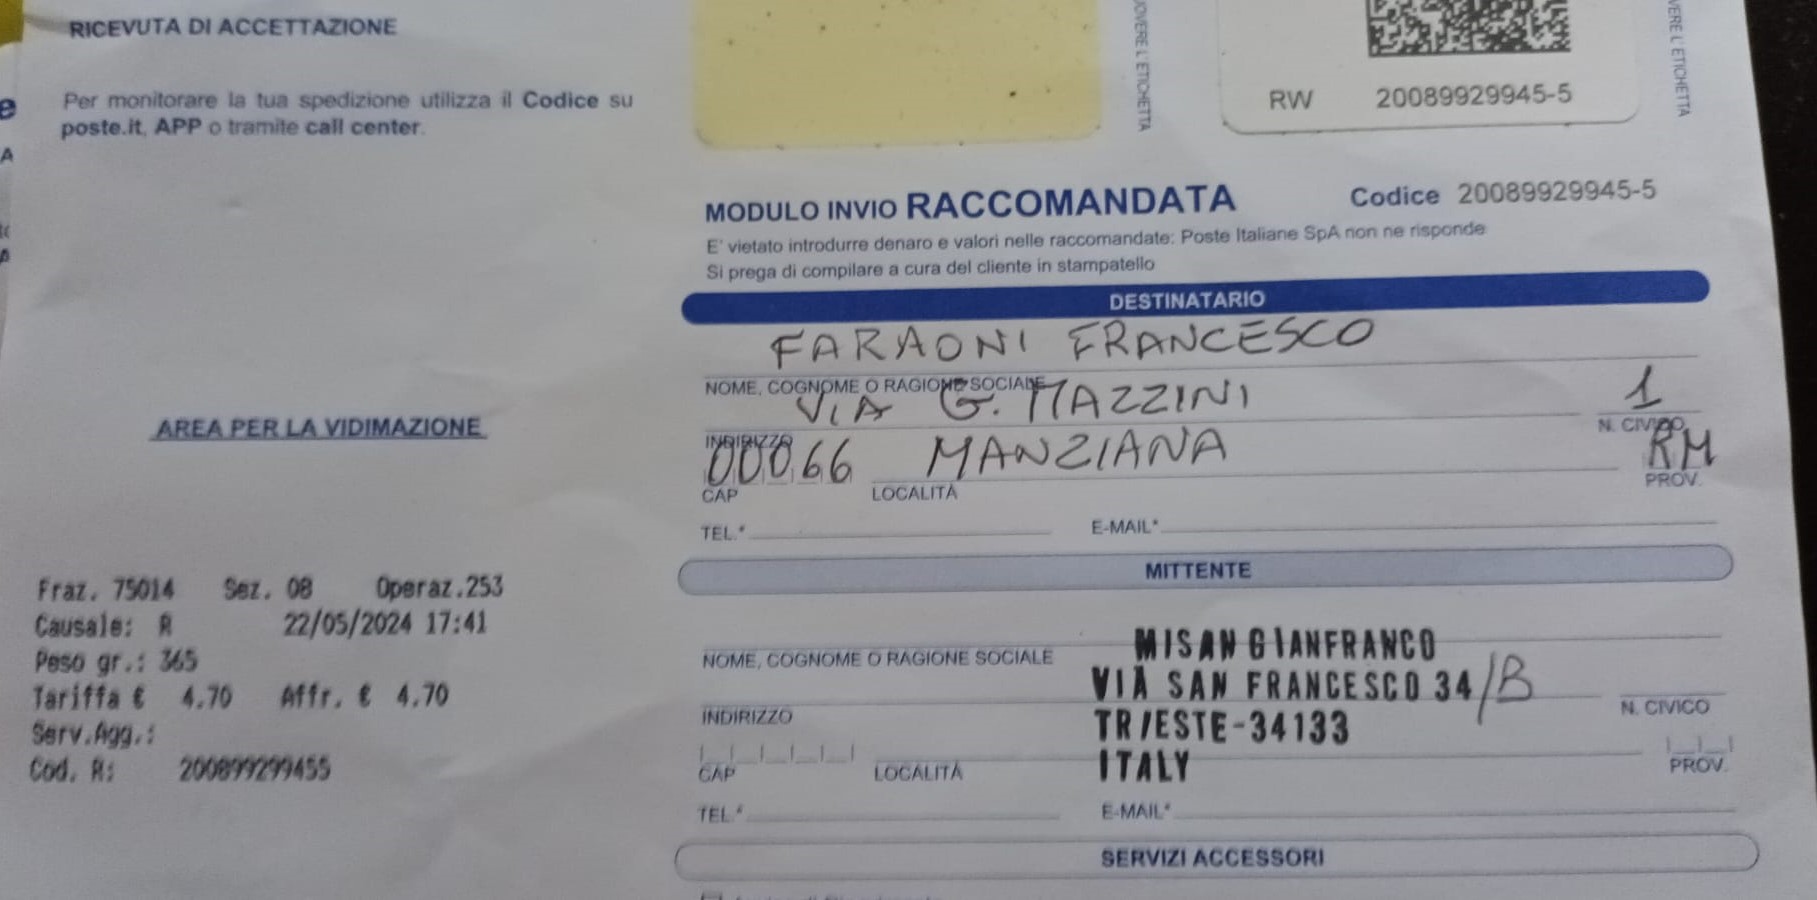 RICEVUTA DI ACCETTAZIONE
Per monitorare la tua spedizione utilizza il Codice su
poste.it, APP o tramite call center.
AREA PER LA VIDIMAZIONE
Fraz. 75014 Sez. 08 Operaz.253
Causale: R 22/05/2024 17:41
Peso gr.: 365
Tariffa € 4.70 Affr. € 4.70
Serv.Agg.:
Cod. R: 200899299455
L'ETICHETTA
RW 20089929945-5
L'ETICHETTA
MODULO INVIO RACCOMANDATA Codice 20089929945-5
E' vietato introdurre denaro e valori nelle raccomandate: Poste Italiane SpA non ne risponde
Si prega di compilare a cura del cliente in stampatello
DESTINATARIO
FARAONI FRANCESCO
NOME, COGNOME O RAGIONE SOCIALE
VIA G. MAZZINI 1
INDIRIZZO N. CIVICO
00066 MANZIANA RM
CAP LOCALITÀ PROV.
TEL.* E-MAIL*
MITTENTE
MISAN GIANFRANCO
NOME, COGNOME O RAGIONE SOCIALE
VIA SAN FRANCESCO 34/B
INDIRIZZO N. CIVICO
TRIESTE-34133
ITALY
CAP LOCALITÀ PROV.
TEL.* E-MAIL*
SERVIZI ACCESSORI